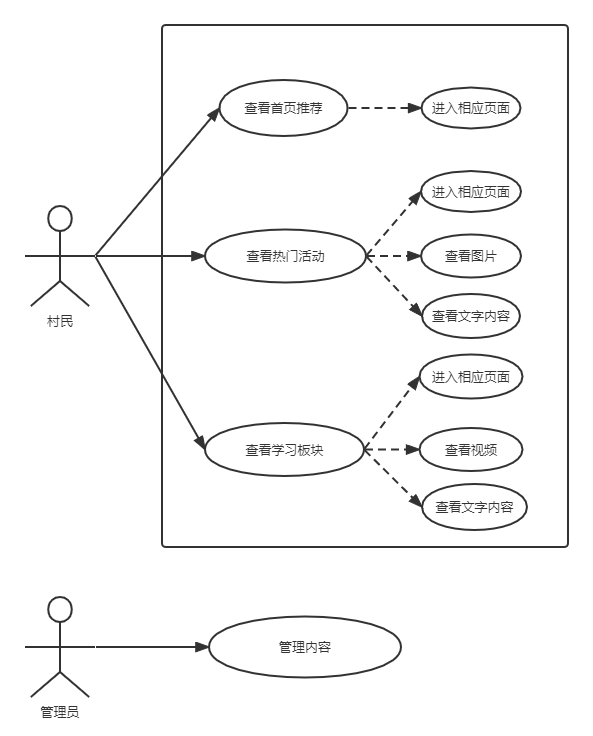 查看首页推荐
进入相应页面
进入相应页面
查看热门活动
查看图片
村民
查看文字内容
进入相应页面
查看学习板块
查看视频
查看文字内容
管理内容
管理员